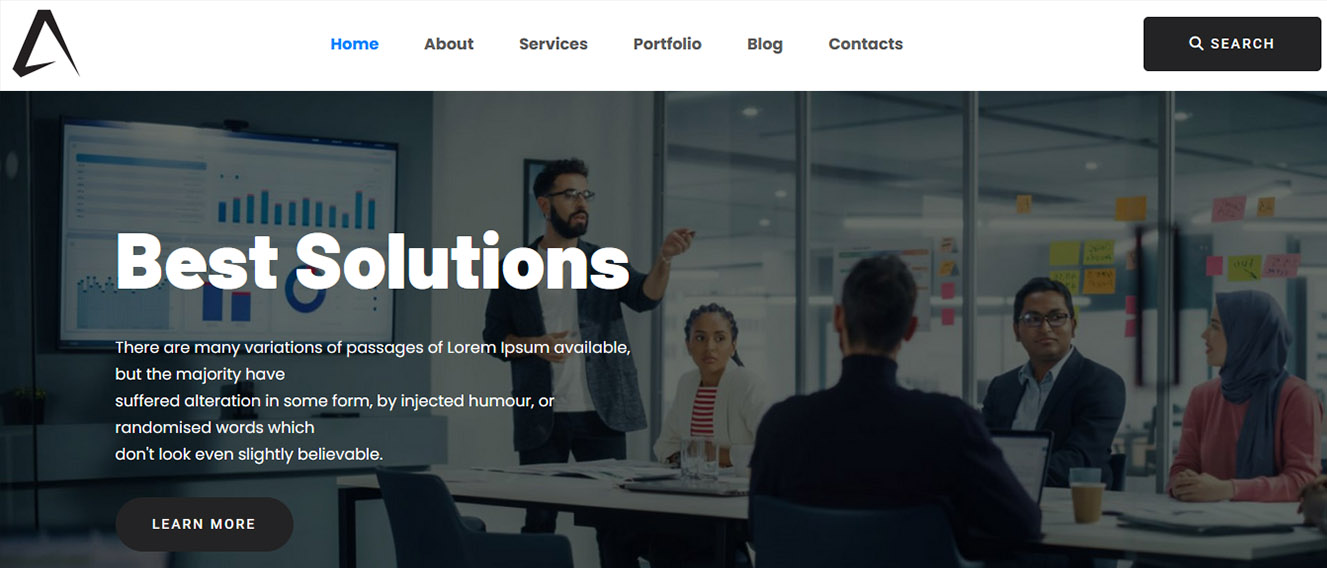 Home About Services Portfolio Blog Contacts SEARCH
Best Solutions
There are many variations of passages of Lorem Ipsum available,
but the majority have
suffered alteration in some form, by injected humour, or
randomised words which
don't look even slightly believable.
LEARN MORE